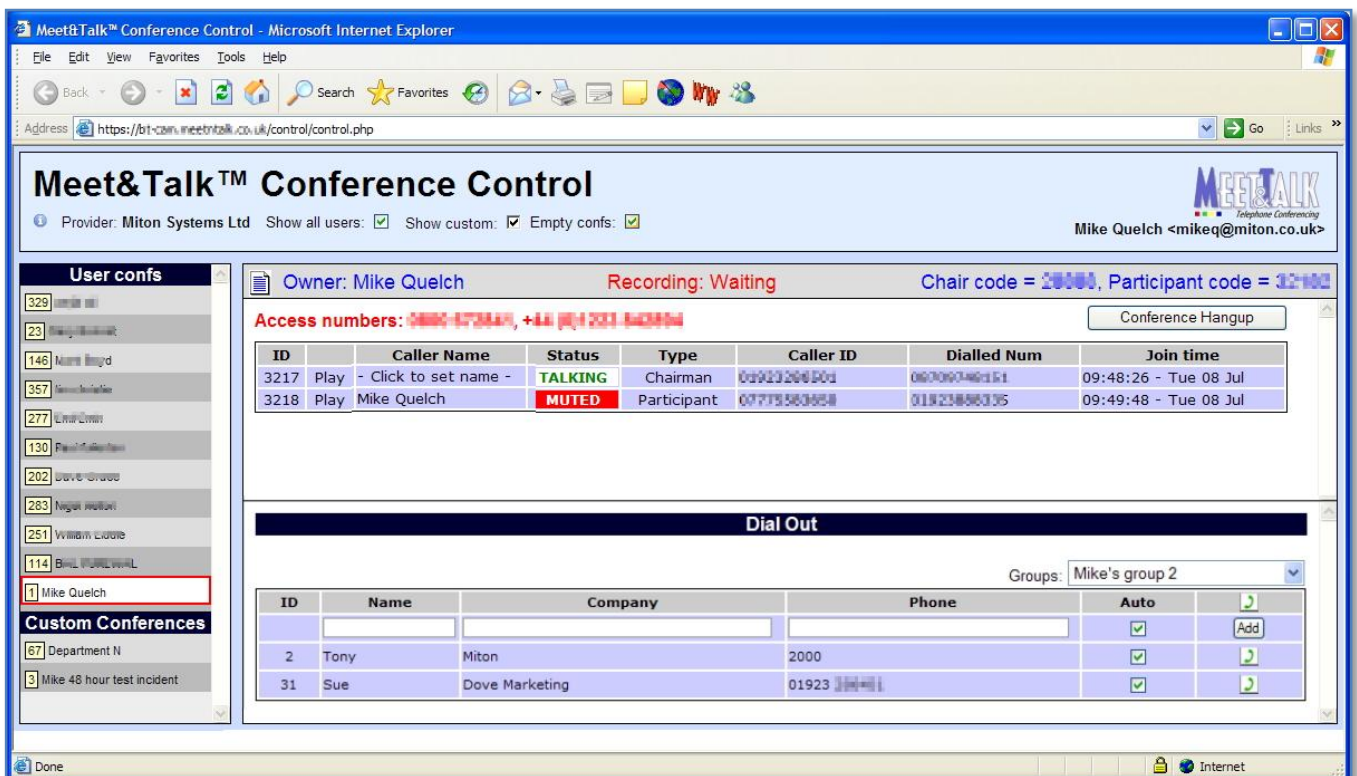 Meet&Talk™ Conference Control - Microsoft Internet Explorer
File Edit View Favorites Tools Help
Back Search Favorites
Address https:// /control/control.php Go Links »
Meet&Talk™ Conference Control
MEET&TALK
Telephone Conferencing
Provider: Miton Systems Ltd Show all users: Show custom: Empty confs:
Mike Quelch <mikeq@miton.co.uk>
User confs
329
23
146
357
277
130
202
283
251
114
1 Mike Quelch
Custom Conferences
67 Department N
3 Mike 48 hour test incident
Owner: Mike Quelch Recording: Waiting Chair code = , Participant code =
Access numbers: , +44
Conference Hangup
ID Caller Name Status Type Caller ID Dialled Num Join time
3217 Play - Click to set name - TALKING Chairman 09:48:26 - Tue 08 Jul
3218 Play Mike Quelch MUTED Participant 09:49:48 - Tue 08 Jul
Dial Out
Groups: Mike's group 2
ID Name Company Phone Auto
Add
2 Tony Miton 2000
31 Sue Dove Marketing 01923
Done Internet